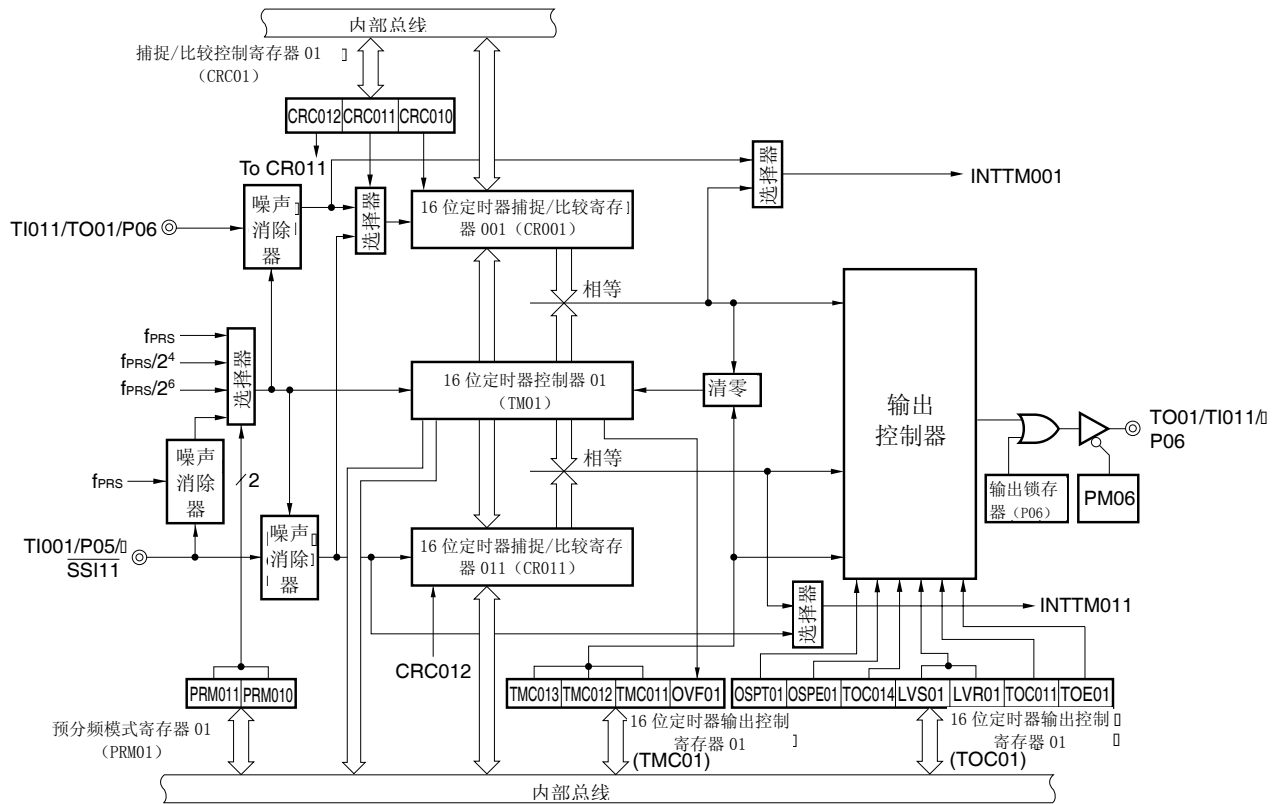 内部总线
捕捉/比较控制寄存器 01
（CRC01）
CRC012 CRC011 CRC010
To CR011
选择器
INTTM001
噪声
消除
器
选择器
16 位定时器捕捉/比较寄存
器 001（CR001）
TI011/TO01/P06
相等
fPRS
fPRS/2⁴
fPRS/2⁶
选择器
16 位定时器控制器 01
（TM01）
清零
输出
控制器
TO01/TI011/
P06
噪声
消除
器
fPRS
2
相等
输出锁存
器（P06）
PM06
TI001/P05/
SSI11
噪声
消除
器
16 位定时器捕捉/比较寄存
器 011（CR011）
选择器
INTTM011
CRC012
PRM011 PRM010
TMC013 TMC012 TMC011 OVF01
OSPT01 OSPE01 TOC014 LVS01 LVR01 TOC011 TOE01
预分频模式寄存器 01
（PRM01）
16 位定时器输出控制
寄存器 01
(TMC01)
16 位定时器输出控制
寄存器 01
(TOC01)
内部总线